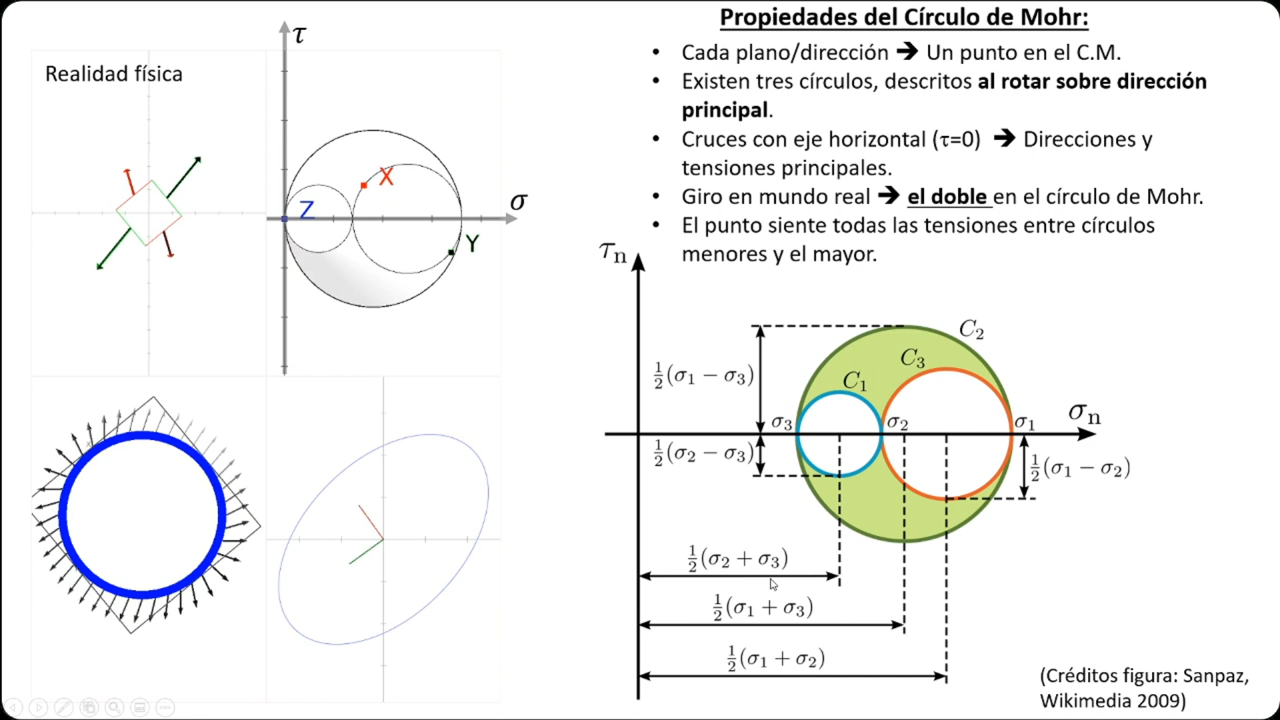 Propiedades del Círculo de Mohr:
• Cada plano/dirección ➔ Un punto en el C.M.
• Existen tres círculos, descritos al rotar sobre dirección
principal.
• Cruces con eje horizontal (τ=0) ➔ Direcciones y
tensiones principales.
• Giro en mundo real ➔ el doble en el círculo de Mohr.
• El punto siente todas las tensiones entre círculos
menores y el mayor.
Realidad física
τ
σ
X
Z
Y
τn
σn
C2
C3
C1
½(σ1 − σ3)
σ3
σ2
σ1
½(σ2 − σ3)
½(σ1 − σ2)
½(σ2 + σ3)
½(σ1 + σ3)
½(σ1 + σ2)
(Créditos figura: Sanpaz,
Wikimedia 2009)